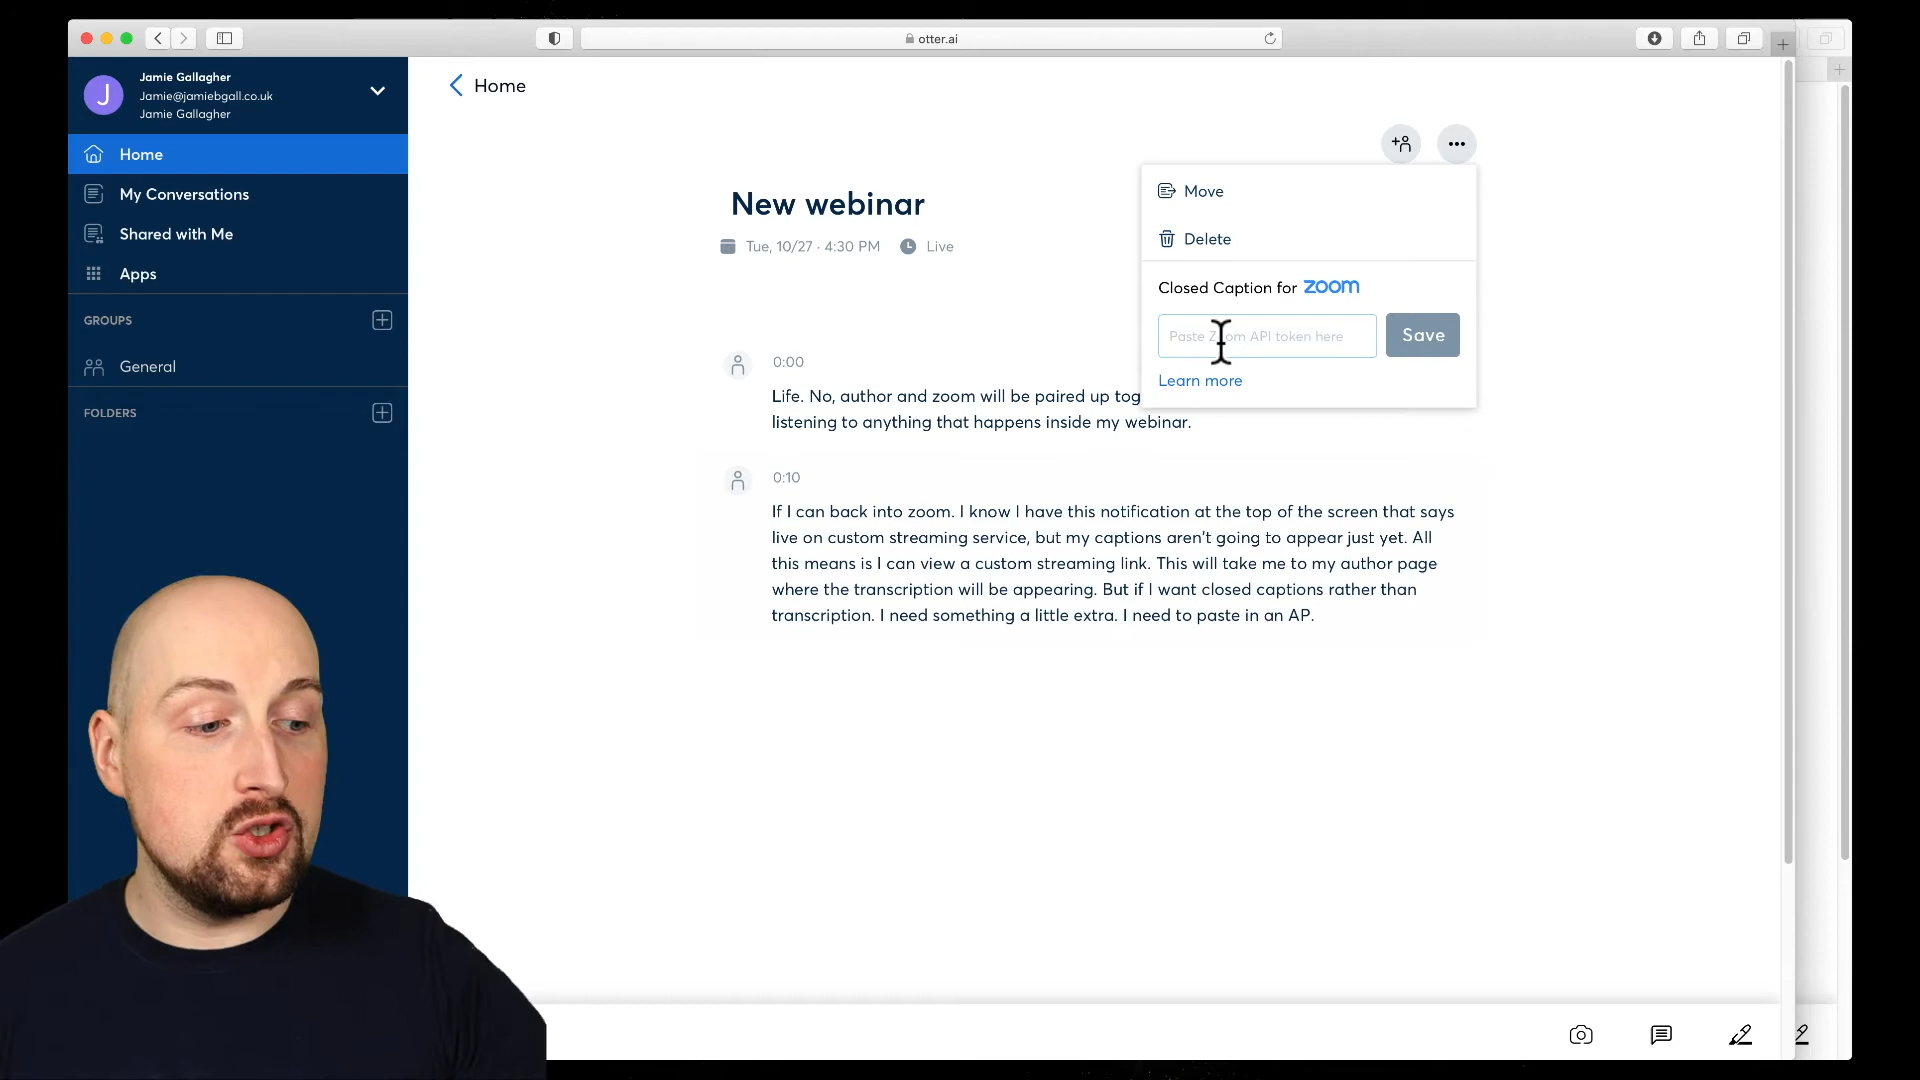 otter.ai
J
Jamie Gallagher
Jamie@jamiebgall.co.uk
Jamie Gallagher
Home
My Conversations
Shared with Me
Apps
GROUPS
General
FOLDERS
Home
New webinar
Tue, 10/27 · 4:30 PM
Live
Move
Delete
Closed Caption for zoom
Paste Zoom API token here
Save
Learn more
0:00
Life. No, author and zoom will be paired up tog
listening to anything that happens inside my webinar.
0:10
If I can back into zoom. I know I have this notification at the top of the screen that says
live on custom streaming service, but my captions aren't going to appear just yet. All
this means is I can view a custom streaming link. This will take me to my author page
where the transcription will be appearing. But if I want closed captions rather than
transcription. I need something a little extra. I need to paste in an AP.